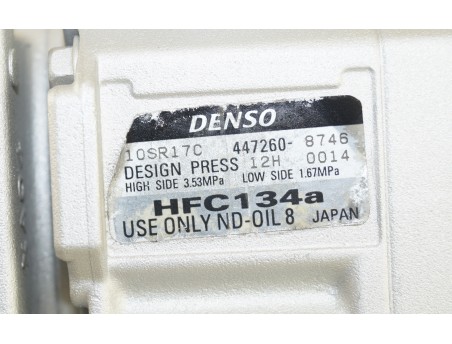 DENSO
10SR17C 447260- 8746
DESIGN PRESS 12H 0014
HIGH SIDE 3.53MPa LOW SIDE 1.67MPa
HFC134a
USE ONLY ND-OIL 8 JAPAN